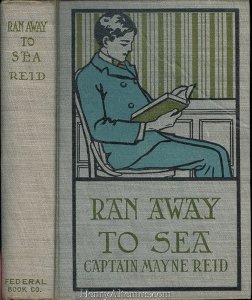 RAN AWAY
TO
SEA
REID
FEDERAL
BOOK CO.
RAN AWAY
TO SEA
CAPTAIN MAYNE REID